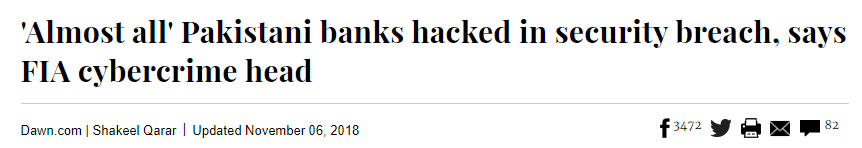 'Almost all' Pakistani banks hacked in security breach, says
FIA cybercrime head
Dawn.com | Shakeel Qarar | Updated November 06, 2018 3472 82